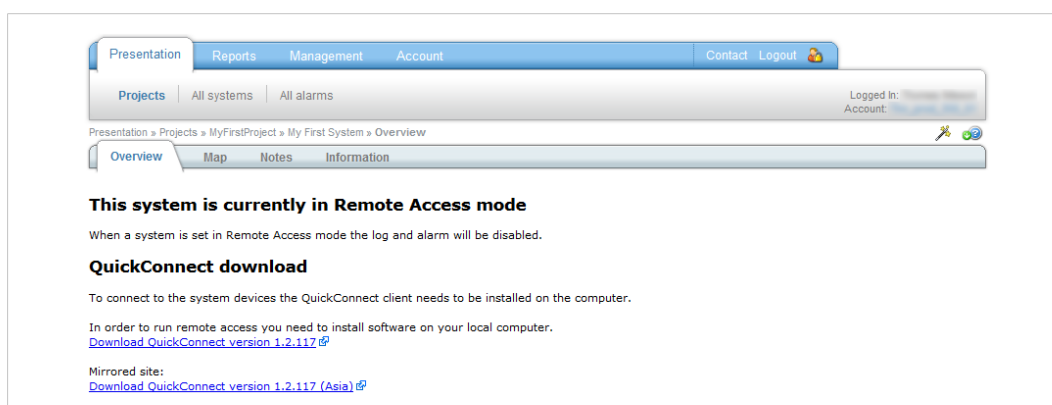 Presentation Reports Management Account Contact Logout
Projects All systems All alarms Logged In:
Account:
Presentation » Projects » MyFirstProject » My First System » Overview
Overview Map Notes Information
This system is currently in Remote Access mode
When a system is set in Remote Access mode the log and alarm will be disabled.
QuickConnect download
To connect to the system devices the QuickConnect client needs to be installed on the computer.
In order to run remote access you need to install software on your local computer.
Download QuickConnect version 1.2.117
Mirrored site:
Download QuickConnect version 1.2.117 (Asia)